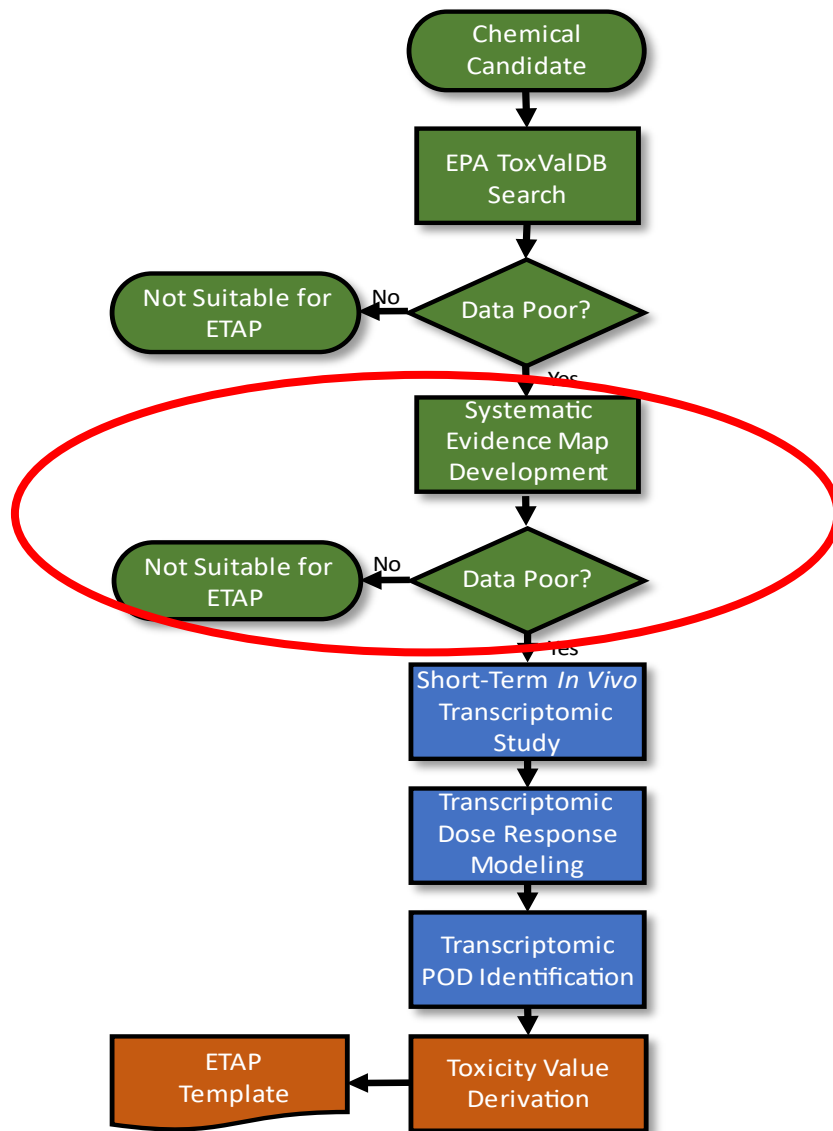 Chemical
Candidate
EPA ToxValDB
Search
Not Suitable for
ETAP
No
Data Poor?
Yes
Systematic
Evidence Map
Development
Not Suitable for
ETAP
No
Data Poor?
Yes
Short-Term In Vivo
Transcriptomic
Study
Transcriptomic
Dose Response
Modeling
Transcriptomic
POD Identification
ETAP
Template
Toxicity Value
Derivation